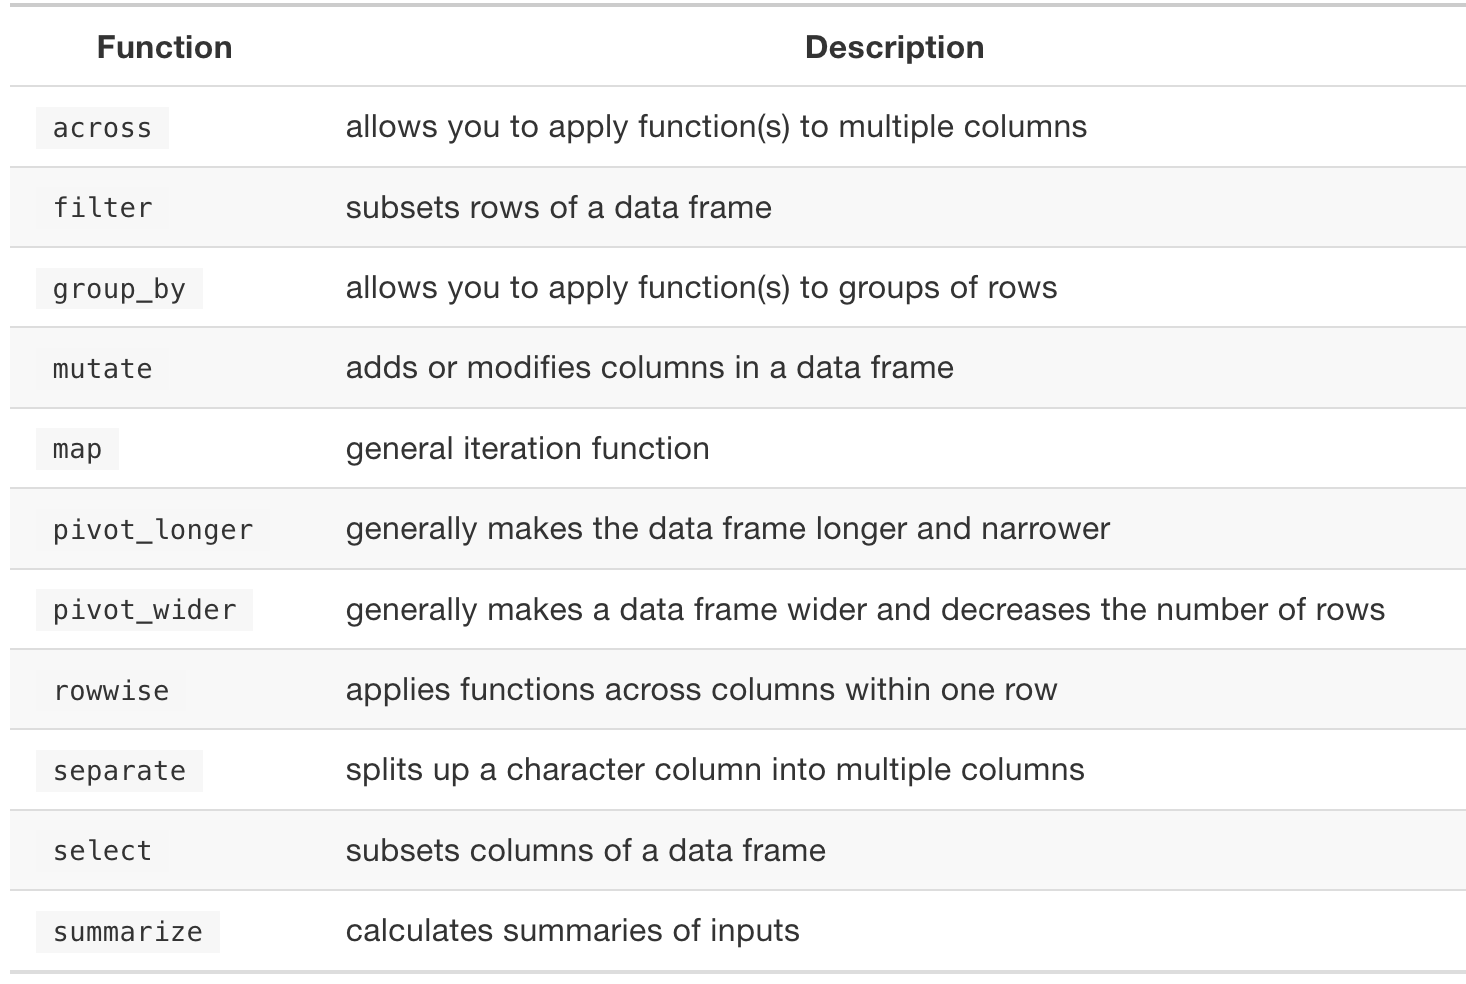 Function Description
across allows you to apply function(s) to multiple columns
filter subsets rows of a data frame
group_by allows you to apply function(s) to groups of rows
mutate adds or modifies columns in a data frame
map general iteration function
pivot_longer generally makes the data frame longer and narrower
pivot_wider generally makes a data frame wider and decreases the number of rows
rowwise applies functions across columns within one row
separate splits up a character column into multiple columns
select subsets columns of a data frame
summarize calculates summaries of inputs